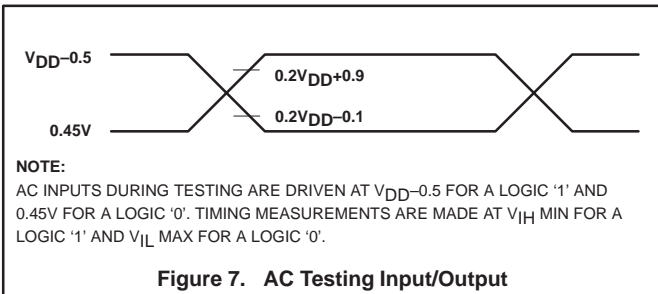 VDD–0.5
0.2VDD+0.9
0.2VDD–0.1
0.45V
NOTE:
AC INPUTS DURING TESTING ARE DRIVEN AT VDD–0.5 FOR A LOGIC ‘1’ AND
0.45V FOR A LOGIC ‘0’. TIMING MEASUREMENTS ARE MADE AT VIH MIN FOR A
LOGIC ‘1’ AND VIL MAX FOR A LOGIC ‘0’.
Figure 7. AC Testing Input/Output